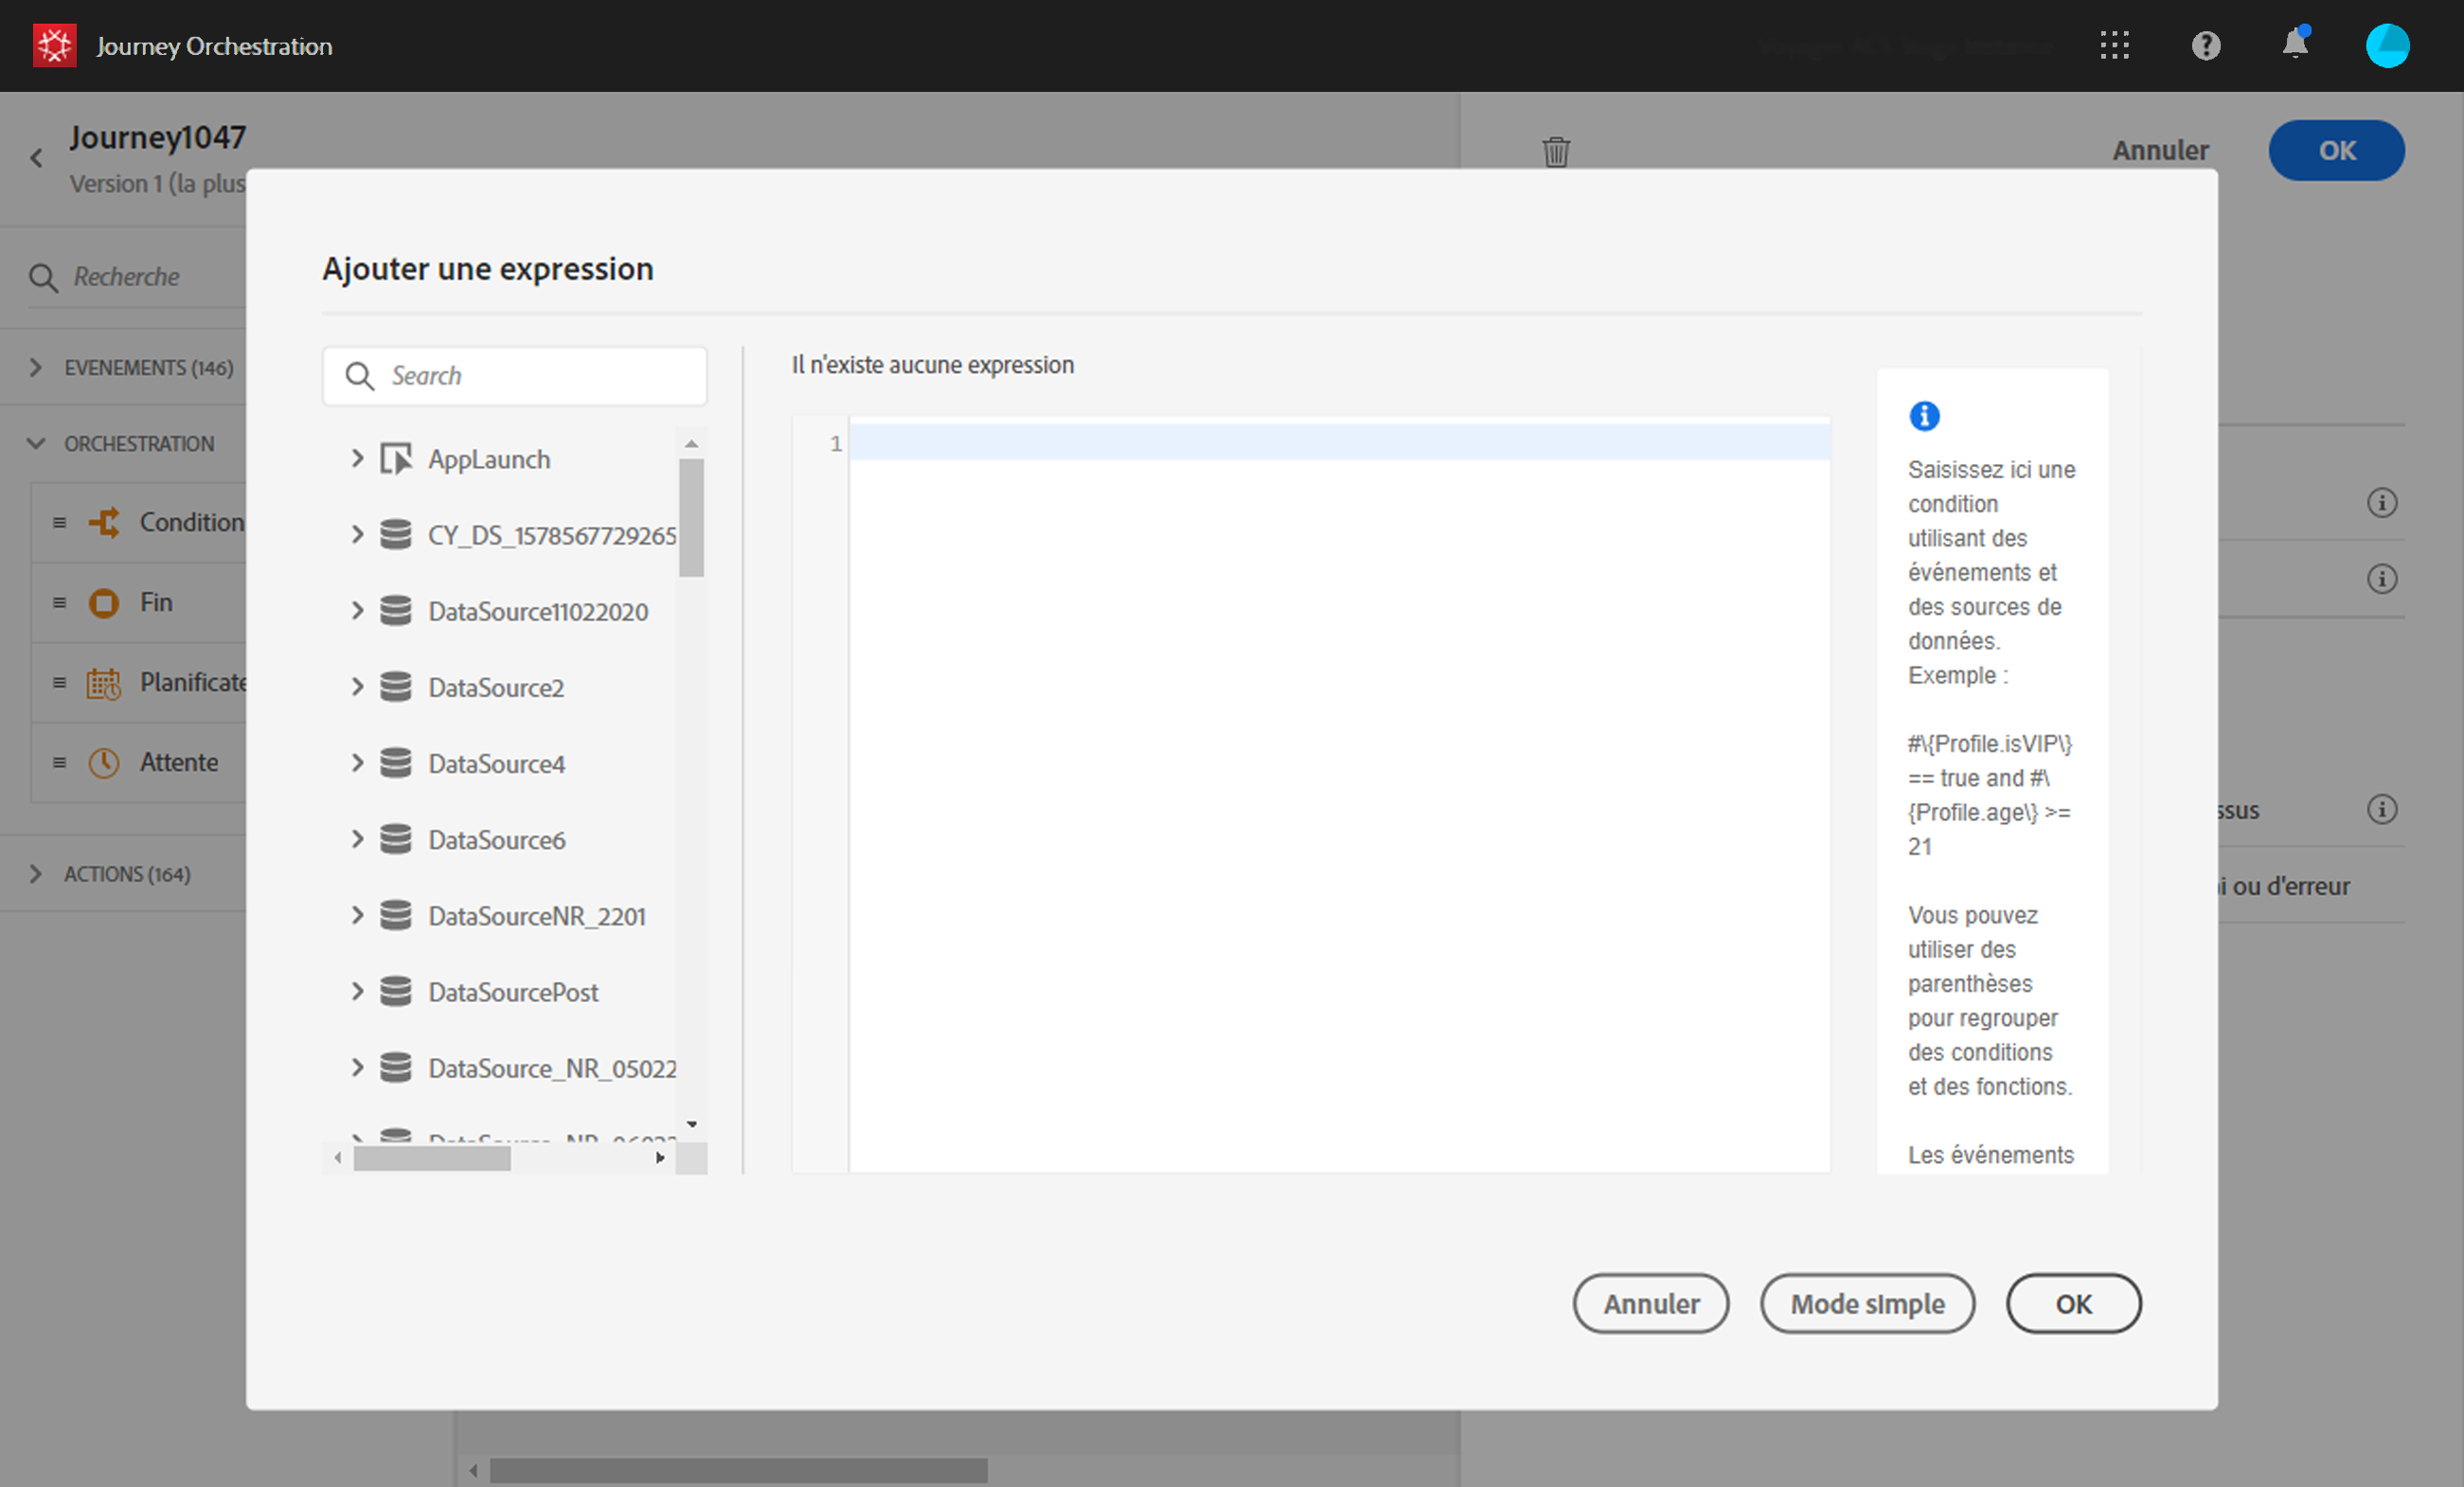 Journey Orchestration
Journey1047
Version 1 (la plus
Annuler
OK
Recherche
EVENEMENTS (146)
ORCHESTRATION
Condition
Fin
Planificate
Attente
ACTIONS (164)
Ajouter une expression
Search
AppLaunch
CY_DS_1578567729265
DataSource11022020
DataSource2
DataSource4
DataSource6
DataSourceNR_2201
DataSourcePost
DataSource_NR_05022
Il n'existe aucune expression
1
Saisissez ici une
condition
utilisant des
événements et
des sources de
données.
Exemple :
#\{Profile.isVIP\}
== true and #\
{Profile.age\} >=
21
Vous pouvez
utiliser des
parenthèses
pour regrouper
des conditions
et des fonctions.
Les événements
ssus
i ou d'erreur
Annuler
Mode sImple
OK